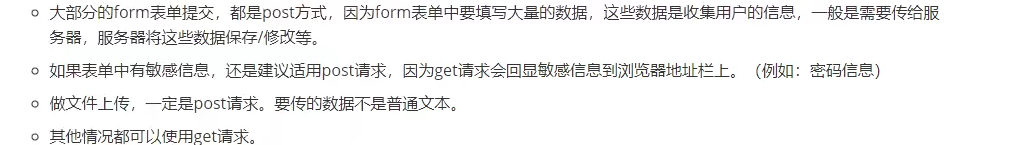 大部分的form表单提交，都是post方式，因为form表单中要填写大量的数据，这些数据是收集用户的信息，一般是需要传给服
务器，服务器将这些数据保存/修改等。
如果表单中有敏感信息，还是建议适用post请求，因为get请求会回显敏感信息到浏览器地址栏上。（例如：密码信息）
做文件上传，一定是post请求。要传的数据不是普通文本。
其他情况都可以使用get请求。